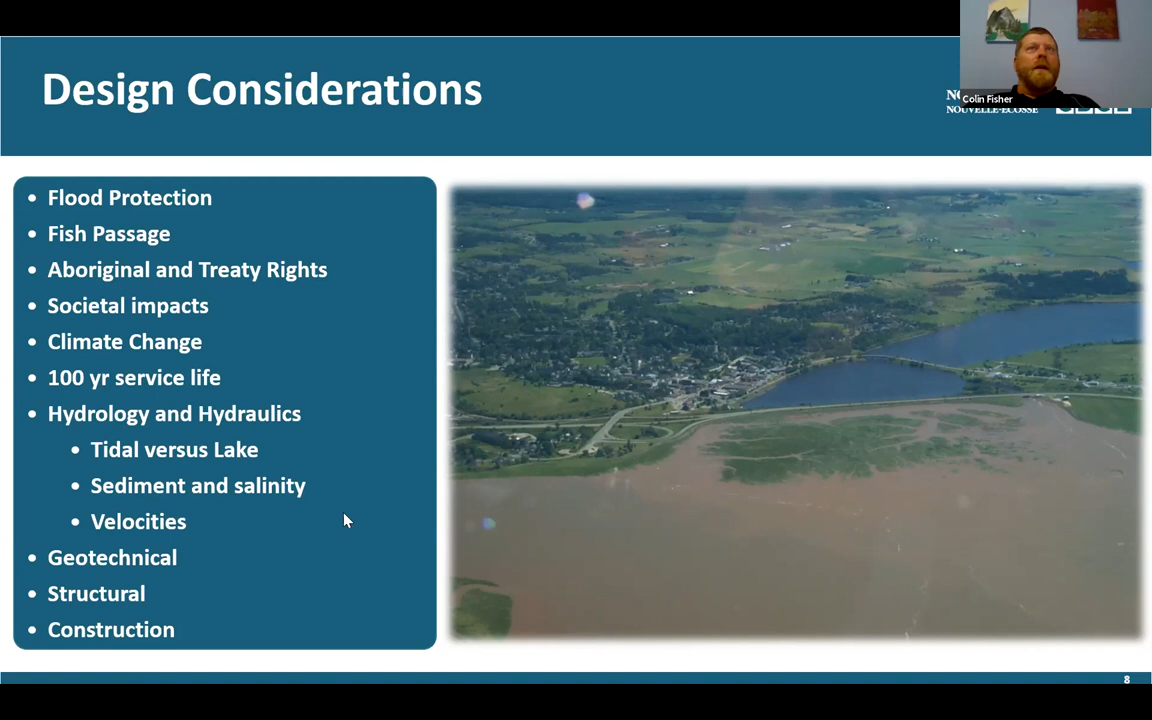 Design Considerations
Colin Fisher
NOUVELLE-ÉCOSSE
• Flood Protection
• Fish Passage
• Aboriginal and Treaty Rights
• Societal impacts
• Climate Change
• 100 yr service life
• Hydrology and Hydraulics
• Tidal versus Lake
• Sediment and salinity
• Velocities
• Geotechnical
• Structural
• Construction
8